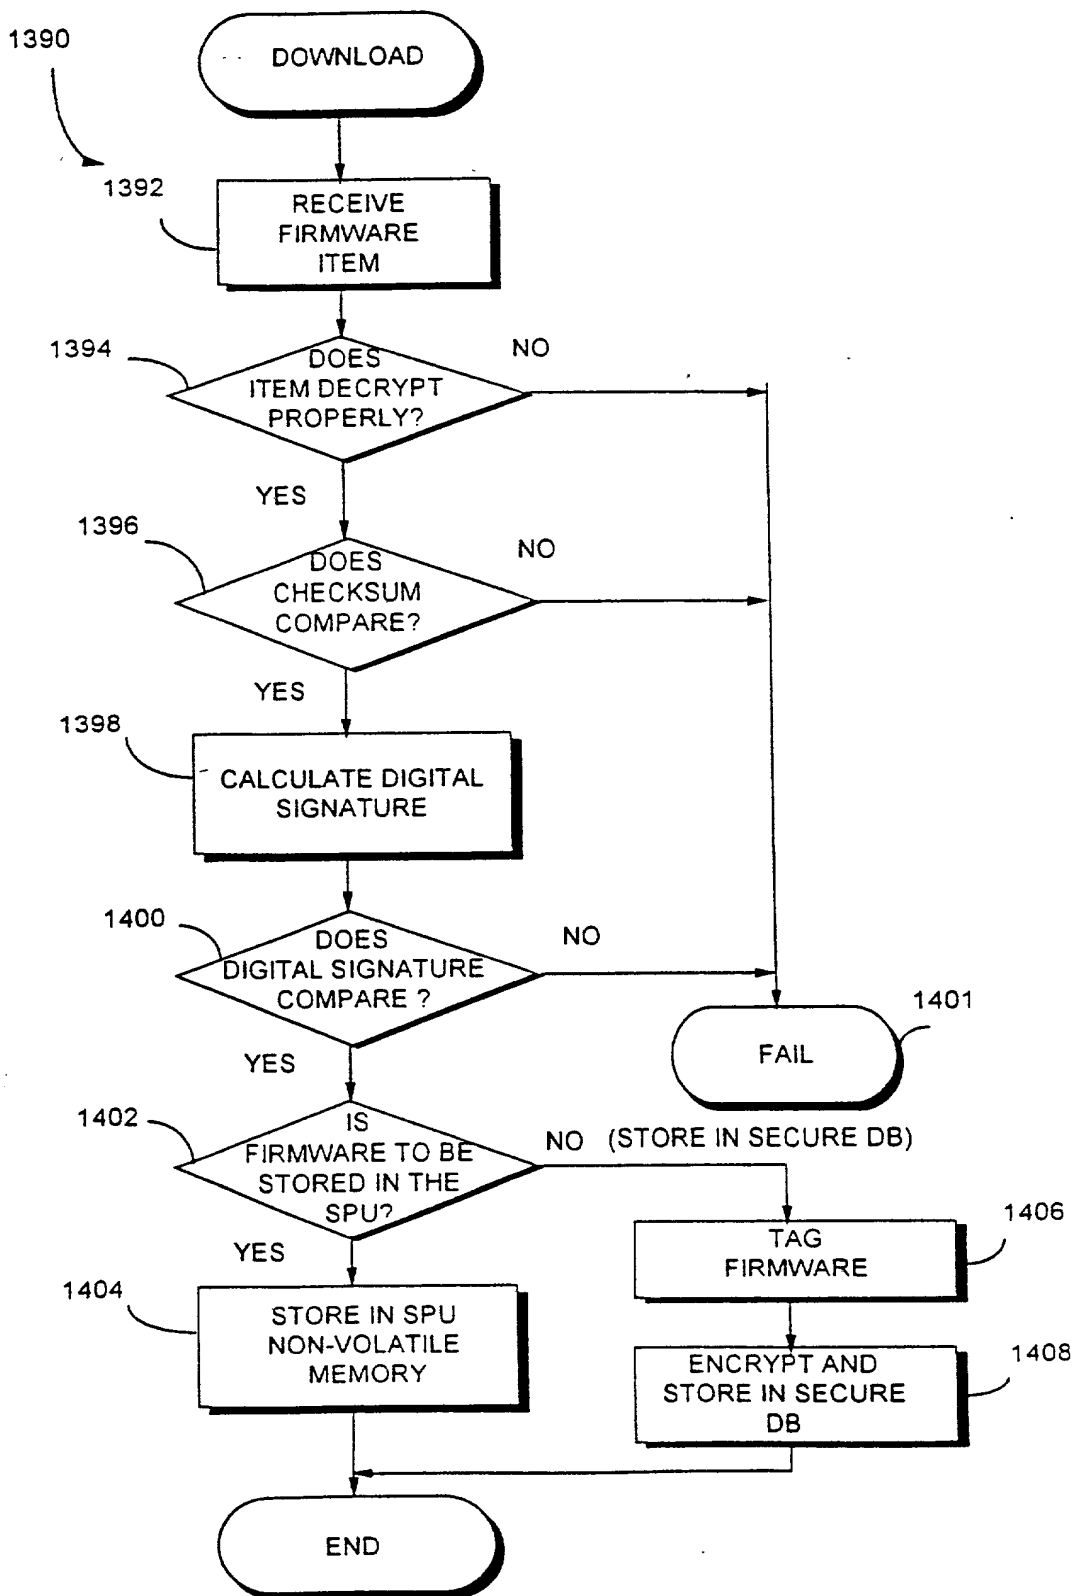 1390
DOWNLOAD
1392
RECEIVE
FIRMWARE
ITEM
1394
DOES
ITEM DECRYPT
PROPERLY?
NO
YES
1396
DOES
CHECKSUM
COMPARE?
NO
YES
1398
CALCULATE DIGITAL
SIGNATURE
1400
DOES
DIGITAL SIGNATURE
COMPARE ?
NO
1401
FAIL
YES
1402
IS
FIRMWARE TO BE
STORED IN THE
SPU?
NO (STORE IN SECURE DB)
YES
1406
TAG
FIRMWARE
1404
STORE IN SPU
NON-VOLATILE
MEMORY
1408
ENCRYPT AND
STORE IN SECURE
DB
END